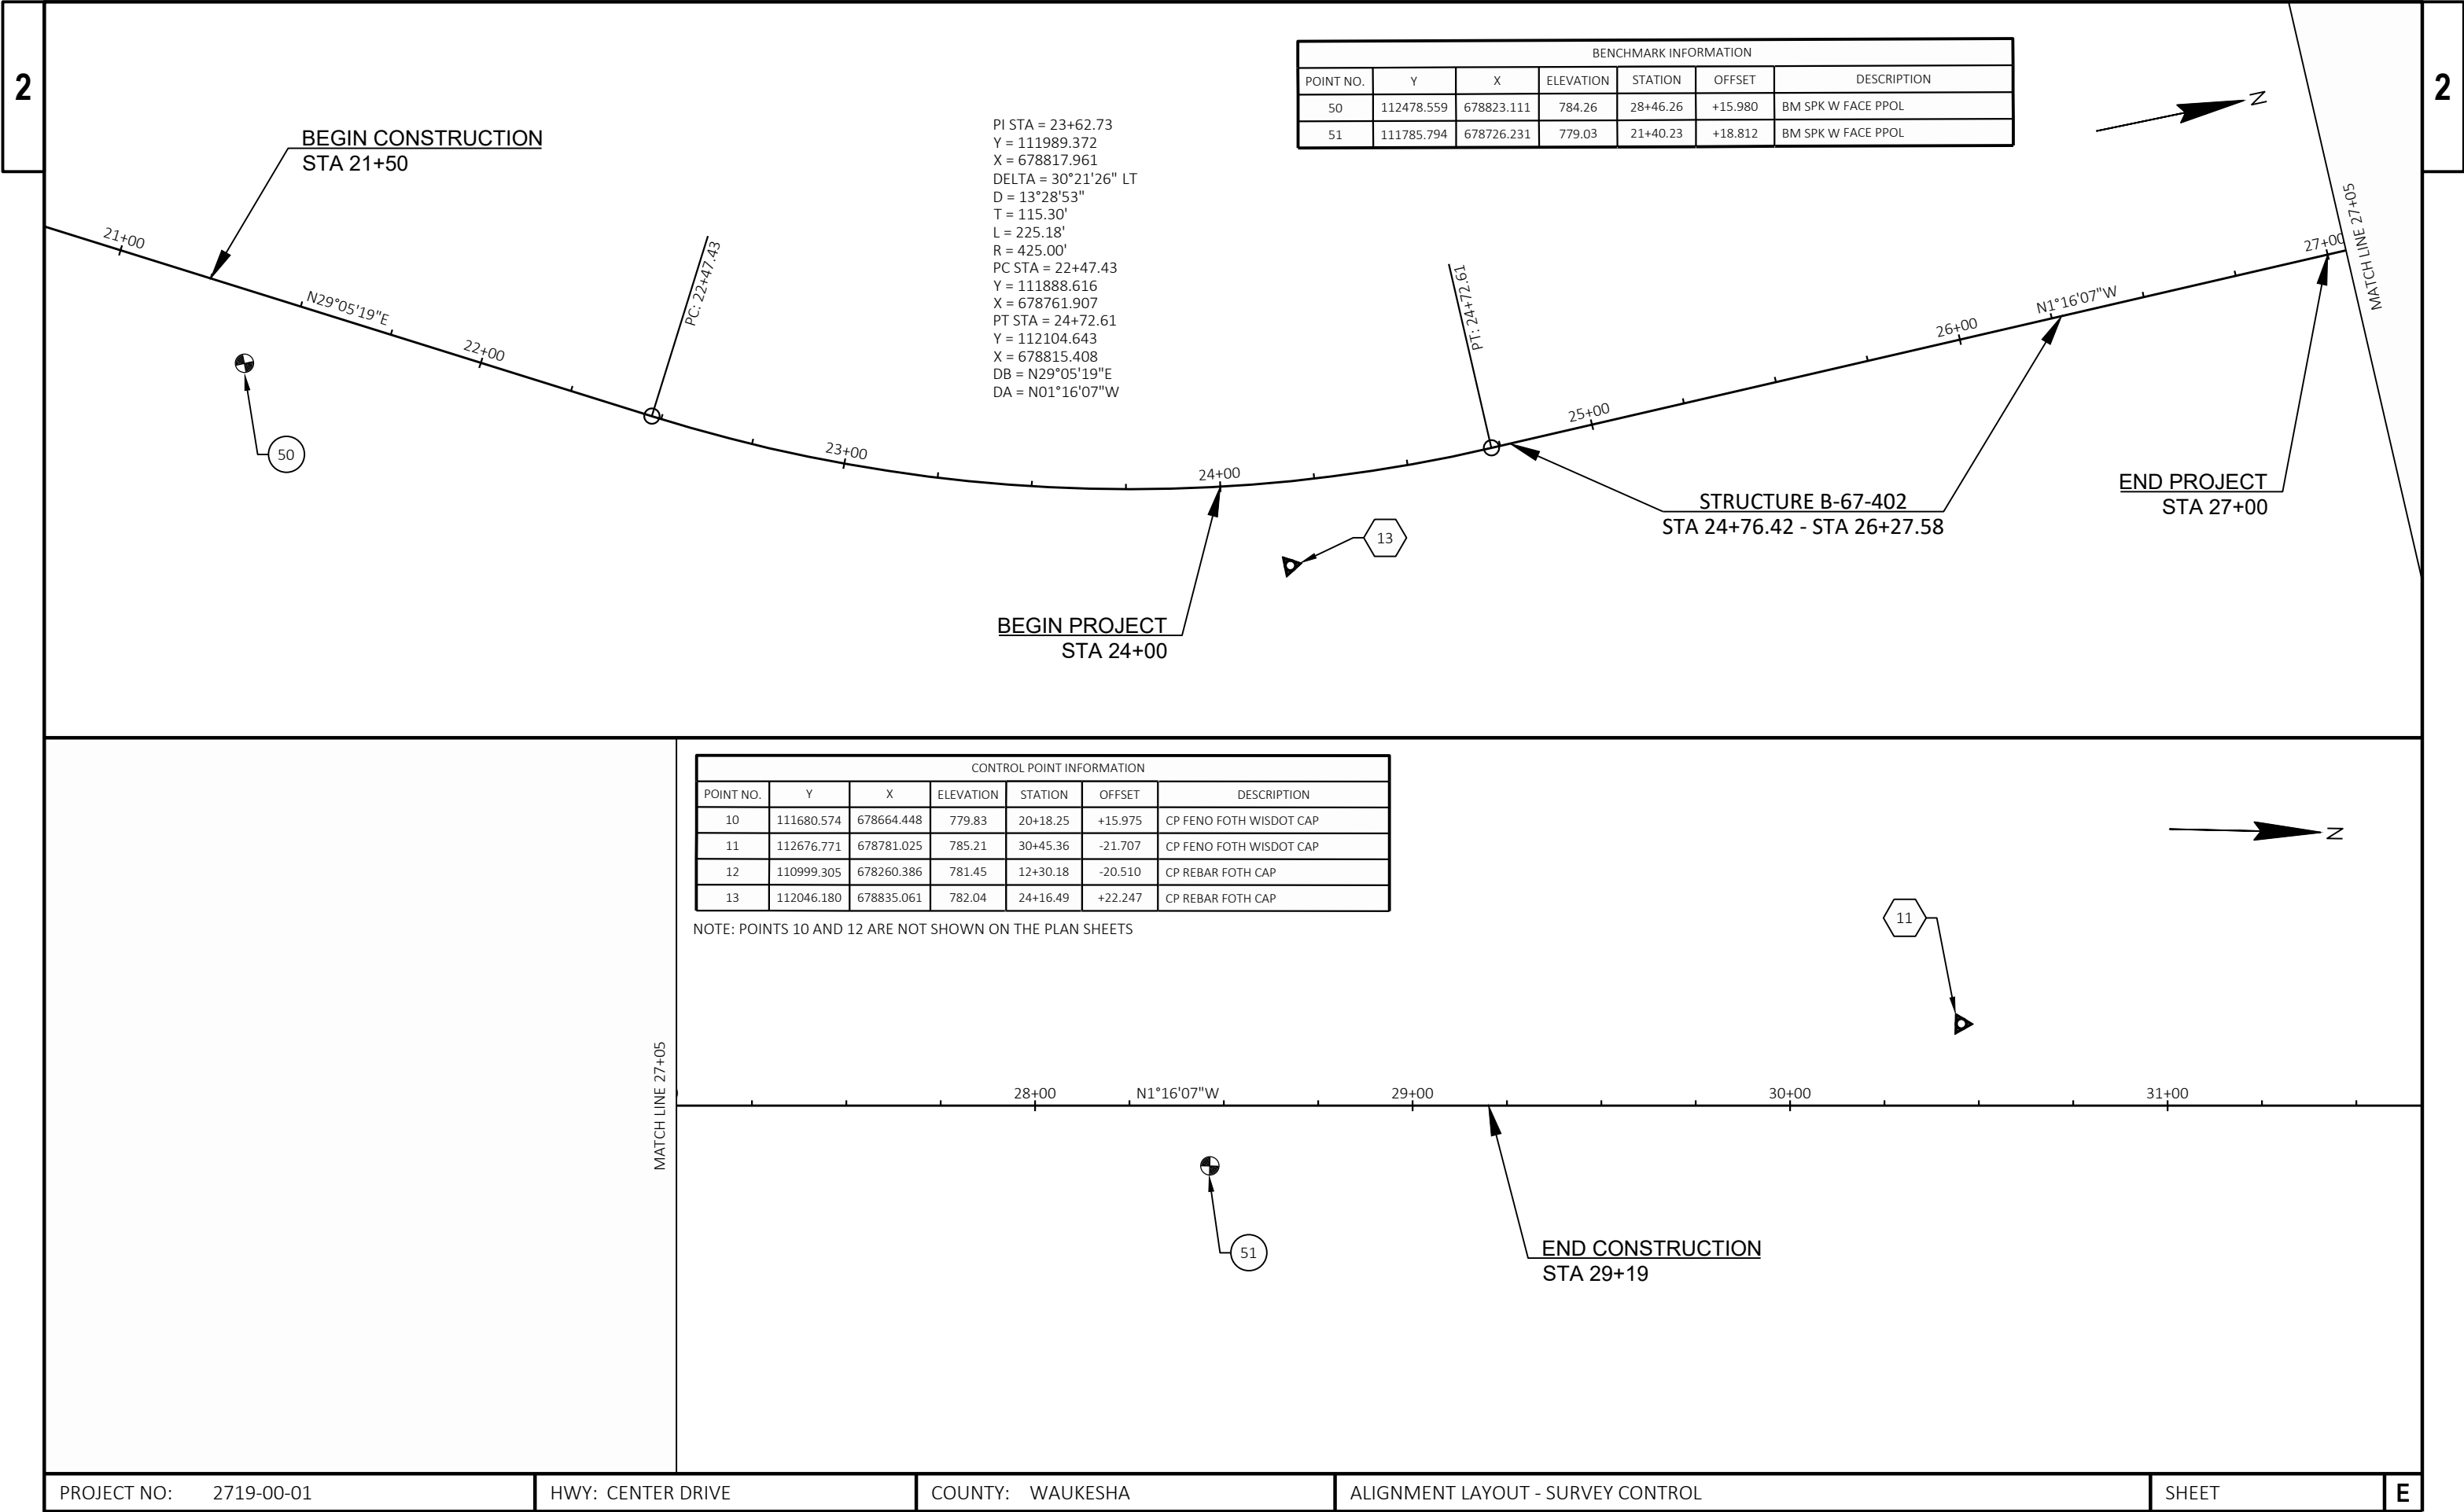 2
2
BENCHMARK INFORMATION
POINT NO. Y X ELEVATION STATION OFFSET DESCRIPTION
50 112478.559 678823.111 784.26 28+46.26 +15.980 BM SPK W FACE PPOL
51 111785.794 678726.231 779.03 21+40.23 +18.812 BM SPK W FACE PPOL
N
BEGIN CONSTRUCTION
STA 21+50
PI STA = 23+62.73
Y = 111989.372
X = 678817.961
DELTA = 30°21'26" LT
D = 13°28'53"
T = 115.30'
L = 225.18'
R = 425.00'
PC STA = 22+47.43
Y = 111888.616
X = 678761.907
PT STA = 24+72.61
Y = 112104.643
X = 678815.408
DB = N29°05'19"E
DA = N01°16'07"W
21+00
N29°05'19"E
22+00
PC: 22+47.43
23+00
24+00
PT: 24+72.61
25+00
26+00
N1°16'07"W
27+00
MATCH LINE 27+05
50
13
STRUCTURE B-67-402
STA 24+76.42 - STA 26+27.58
END PROJECT
STA 27+00
BEGIN PROJECT
STA 24+00
CONTROL POINT INFORMATION
POINT NO. Y X ELEVATION STATION OFFSET DESCRIPTION
10 111680.574 678664.448 779.83 20+18.25 +15.975 CP FENO FOTH WISDOT CAP
11 112676.771 678781.025 785.21 30+45.36 -21.707 CP FENO FOTH WISDOT CAP
12 110999.305 678260.386 781.45 12+30.18 -20.510 CP REBAR FOTH CAP
13 112046.180 678835.061 782.04 24+16.49 +22.247 CP REBAR FOTH CAP
NOTE: POINTS 10 AND 12 ARE NOT SHOWN ON THE PLAN SHEETS
N
11
MATCH LINE 27+05
28+00
N1°16'07"W
29+00
30+00
31+00
51
END CONSTRUCTION
STA 29+19
PROJECT NO: 2719-00-01
HWY: CENTER DRIVE
COUNTY: WAUKESHA
ALIGNMENT LAYOUT - SURVEY CONTROL
SHEET
E